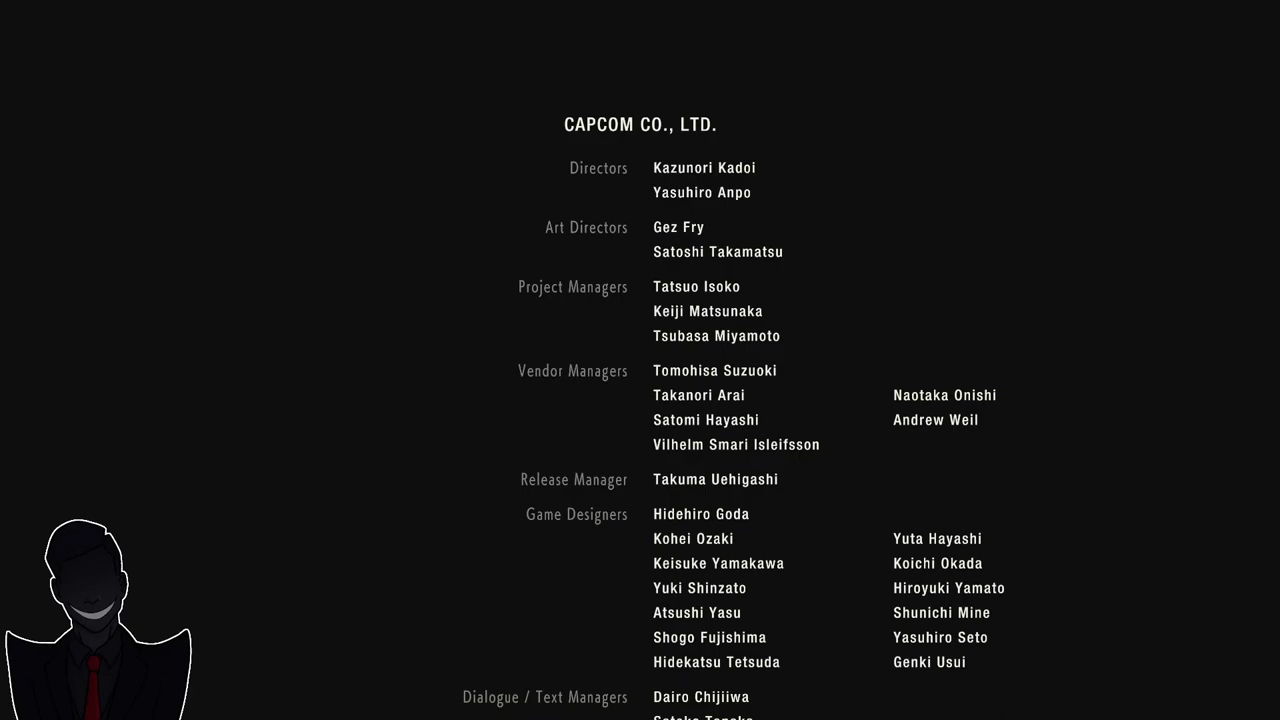 CAPCOM CO., LTD.
Directors Kazunori Kadoi
Yasuhiro Anpo
Art Directors Gez Fry
Satoshi Takamatsu
Project Managers Tatsuo Isoko
Keiji Matsunaka
Tsubasa Miyamoto
Vendor Managers Tomohisa Suzuoki
Takanori Arai Naotaka Onishi
Satomi Hayashi Andrew Weil
Vilhelm Smari Isleifsson
Release Manager Takuma Uehigashi
Game Designers Hidehiro Goda
Kohei Ozaki Yuta Hayashi
Keisuke Yamakawa Koichi Okada
Yuki Shinzato Hiroyuki Yamato
Atsushi Yasu Shunichi Mine
Shogo Fujishima Yasuhiro Seto
Hidekatsu Tetsuda Genki Usui
Dialogue / Text Managers Dairo Chijiiwa